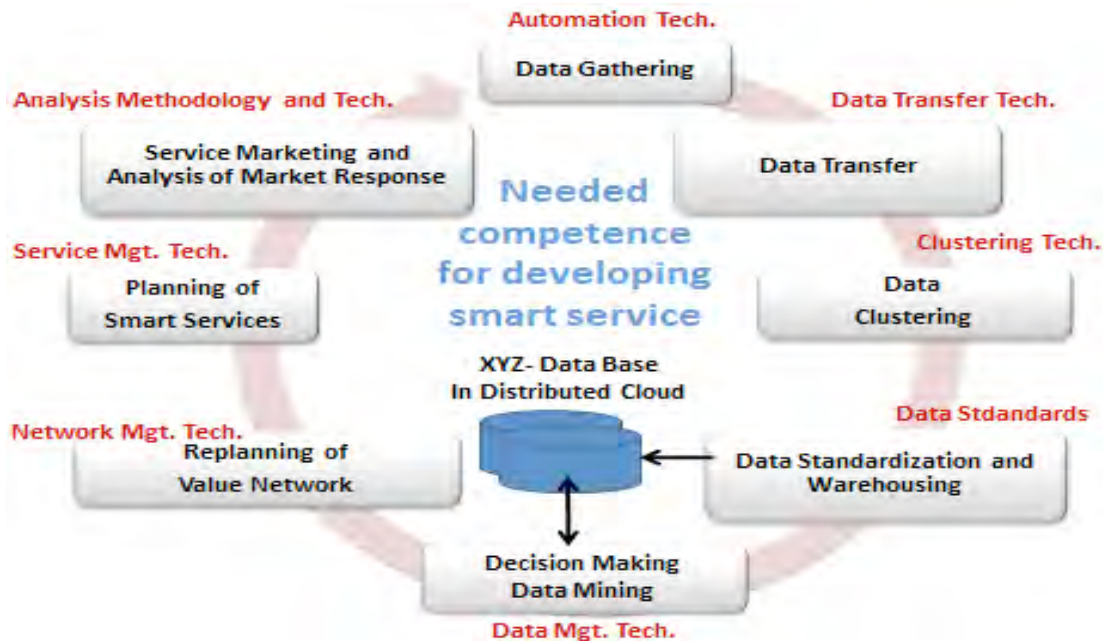 Automation Tech.
Data Gathering
Data Transfer Tech.
Data Transfer
Clustering Tech.
Data
Clustering
Data Stdandards
Data Standardization and
Warehousing
Decision Making
Data Mining
Data Mgt. Tech.
Network Mgt. Tech.
Replanning of
Value Network
Service Mgt. Tech.
Planning of
Smart Services
Analysis Methodology and Tech.
Service Marketing and
Analysis of Market Response
Needed
competence
for developing
smart service
XYZ- Data Base
In Distributed Cloud